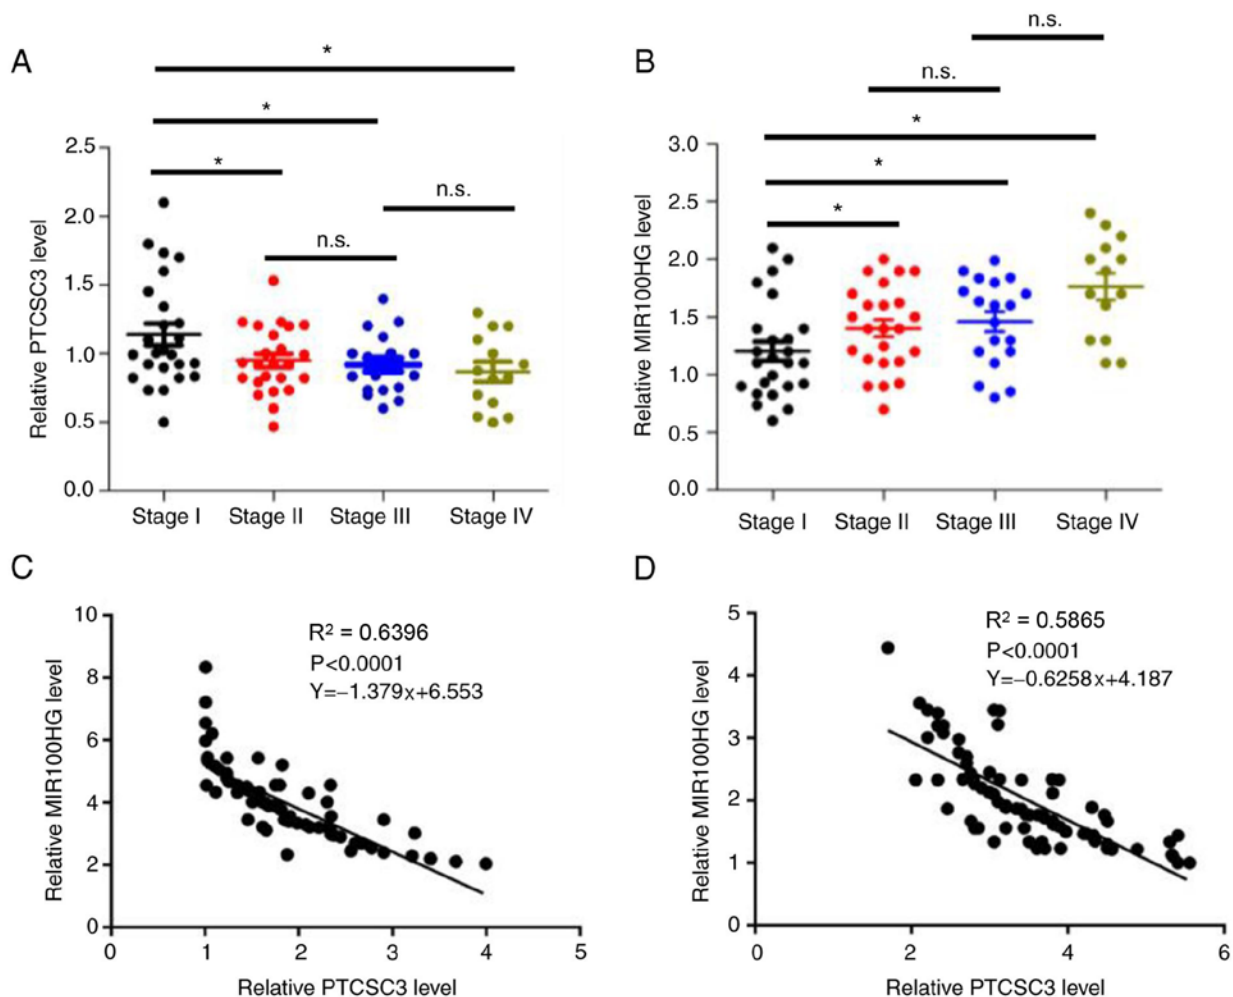 A
*
*
*
n.s.
n.s.
2.5
2.0
1.5
1.0
0.5
0.0
Relative PTCSC3 level
Stage I
Stage II
Stage III
Stage IV
B
n.s.
n.s.
*
*
*
3.0
2.5
2.0
1.5
1.0
0.5
0.0
Relative MIR100HG level
Stage I
Stage II
Stage III
Stage IV
C
R² = 0.6396
P<0.0001
Y=−1.379x+6.553
10
8
6
4
2
0
Relative MIR100HG level
0
1
2
3
4
5
Relative PTCSC3 level
D
R² = 0.5865
P<0.0001
Y=−0.6258x+4.187
5
4
3
2
1
0
Relative MIR100HG level
0
2
4
6
Relative PTCSC3 level